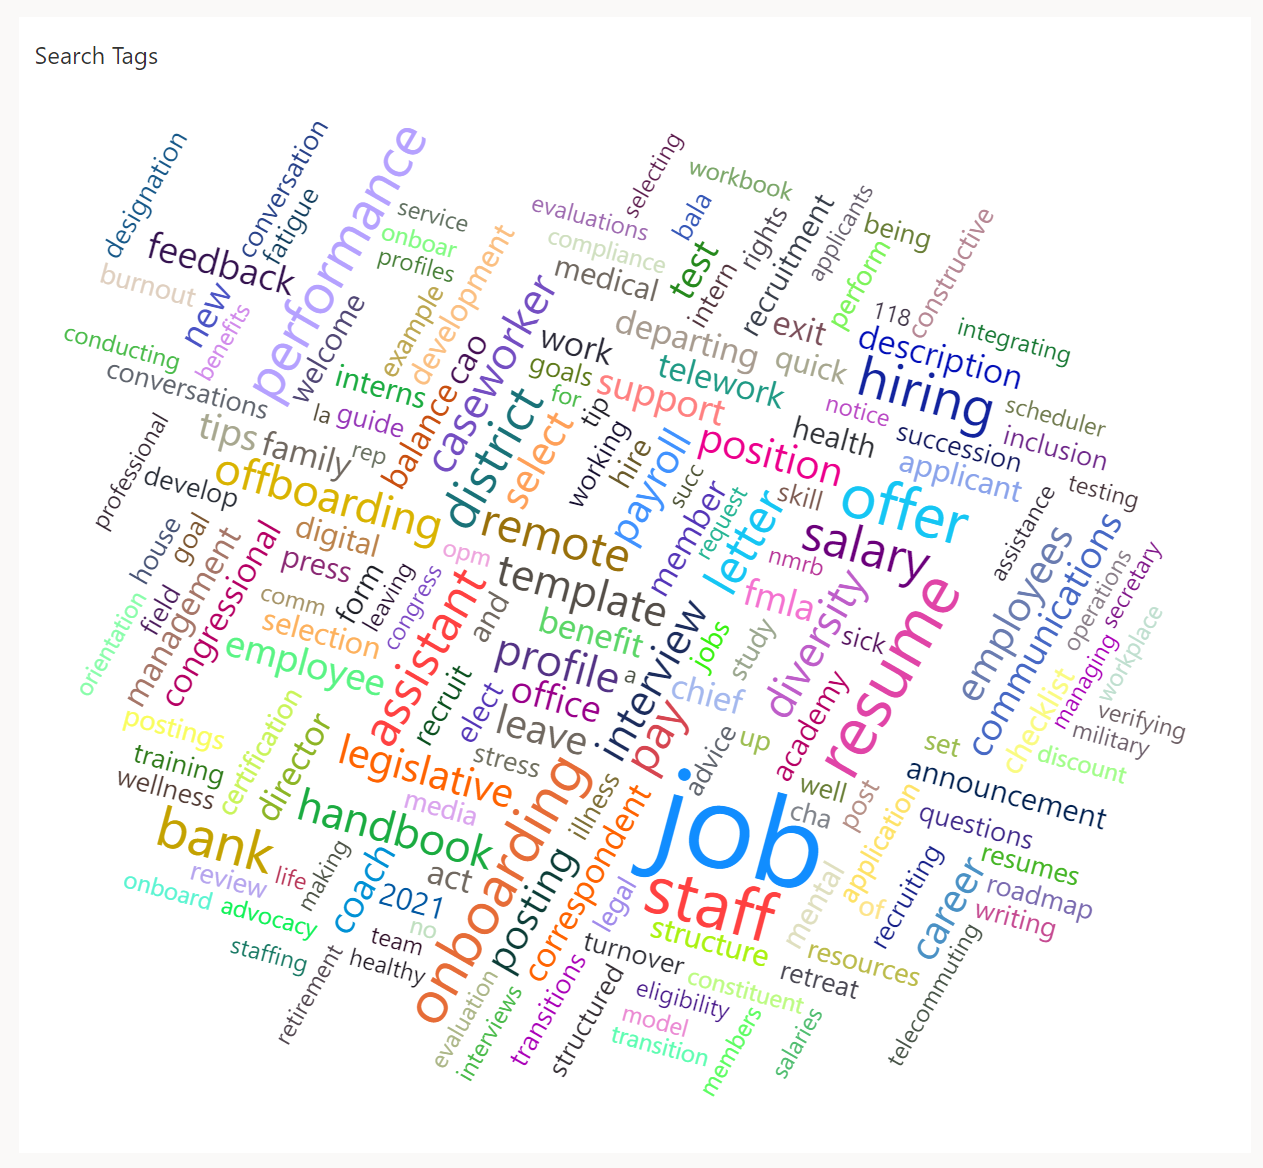 Search Tags
designation
conversation
fatigue
performance
service
onboar
profiles
feedback
burnout
new
benefits
conducting
conversations
welcome
example
development
evaluations
selecting
workbook
bala
compliance
medical
test
rights
intern
recruitment
applicants
being
perform
constructive
118
integrating
exit
departing
quick
description
hiring
scheduler
inclusion
telework
support
notice
health
succession
applicant
testing
position
work
goals
for
tip
caseworker
cao
balance
interns
la
guide
rep
tips
family
professional
develop
offboarding
district
select
working
hire
payroll
succ
member
request
skill
letter
offer
salary
assistance
employees
communications
operations
secretary
managing
workplace
house
goal
digital
press
opm
remote
template
nmrb
fmla
diversity
sick
resume
orientation
field
management
congressional
comm
form
leaving
congress
selection
employee
assistant
and
benefit
profile
a
interview
jobs
study
chief
academy
checklist
verifying
military
discount
postings
training
wellness
certification
director
recruit
elect
office
leave
stress
pay
advice
up
set
announcement
legislative
media
handbook
bank
onboarding
illness
correspondent
job
well
cha
post
application
of
questions
resumes
roadmap
writing
review
life
making
coach
act
2021
no
posting
legal
staff
mental
recruiting
career
onboard
advocacy
staffing
retirement
team
healthy
evaluation
interviews
transitions
structured
turnover
structure
constituent
eligibility
model
transition
members
salaries
retreat
resources
telecommuting